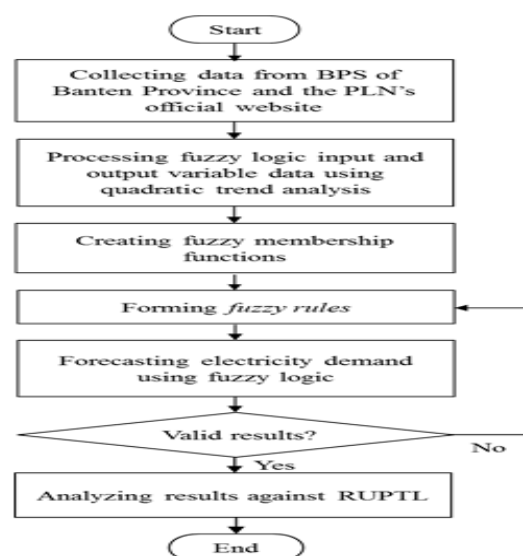 Start
Collecting data from BPS of
Banten Province and the PLN's
official website
Processing fuzzy logic input and
output variable data using
quadratic trend analysis
Creating fuzzy membership
functions
Forming fuzzy rules
Forecasting electricity demand
using fuzzy logic
Valid results?
No
Yes
Analyzing results against RUPTL
End